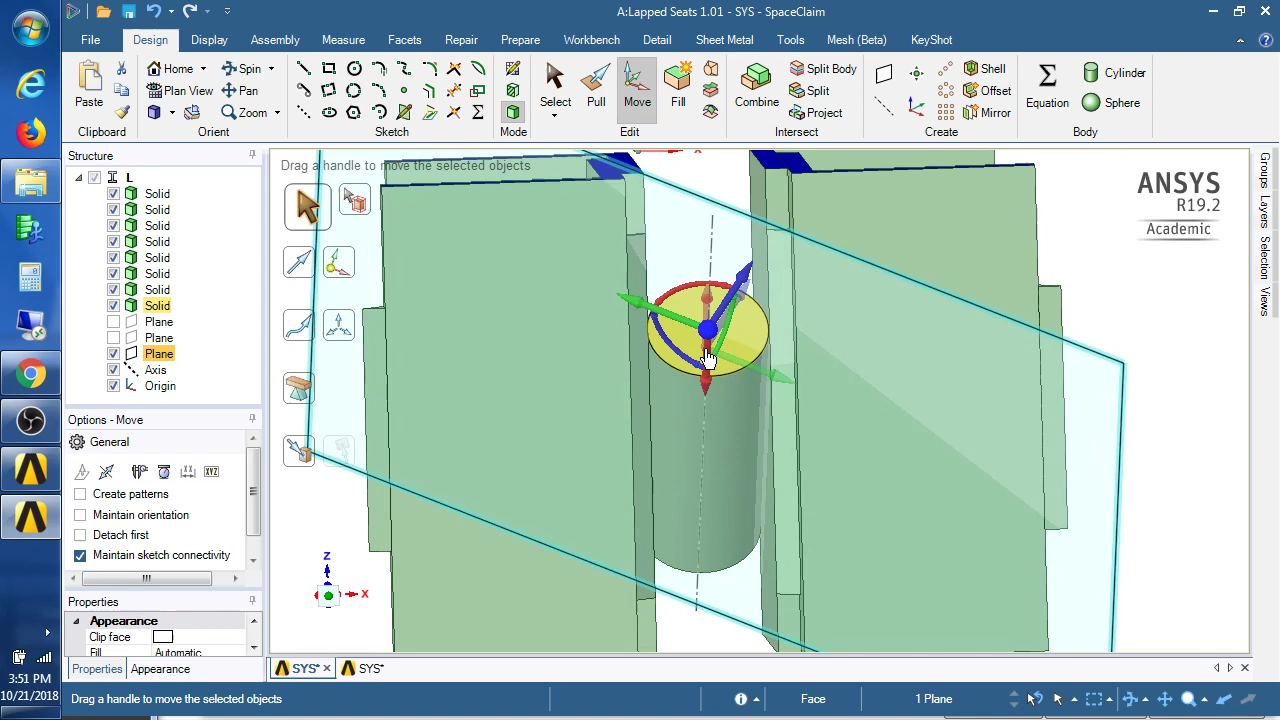 A:Lapped Seats 1.01 - SYS - SpaceClaim
File Design Display Assembly Measure Facets Repair Prepare Workbench Detail Sheet Metal Tools Mesh (Beta) KeyShot
Paste
Clipboard
Home Spin
Plan View Pan
Zoom
Orient
Sketch
Mode
Select Pull Move Fill
Edit
Combine
Split Body
Split
Project
Intersect
Shell
Offset
Mirror
Create
Σ
Equation
Cylinder
Sphere
Body
Structure
L
Solid
Solid
Solid
Solid
Solid
Solid
Solid
Solid
Plane
Plane
Plane
Axis
Origin
Options - Move
General
XYZ
Create patterns
Maintain orientation
Detach first
Maintain sketch connectivity
Properties
Appearance
Clip face
Fill Automatic
Properties Appearance
Drag a handle to move the selected objects
ANSYS
R19.2
Academic
x
Z
X
Groups
Layers
Selection
Views
SYS* SYS*
Drag a handle to move the selected objects
Face
1 Plane
3:51 PM
10/21/2018